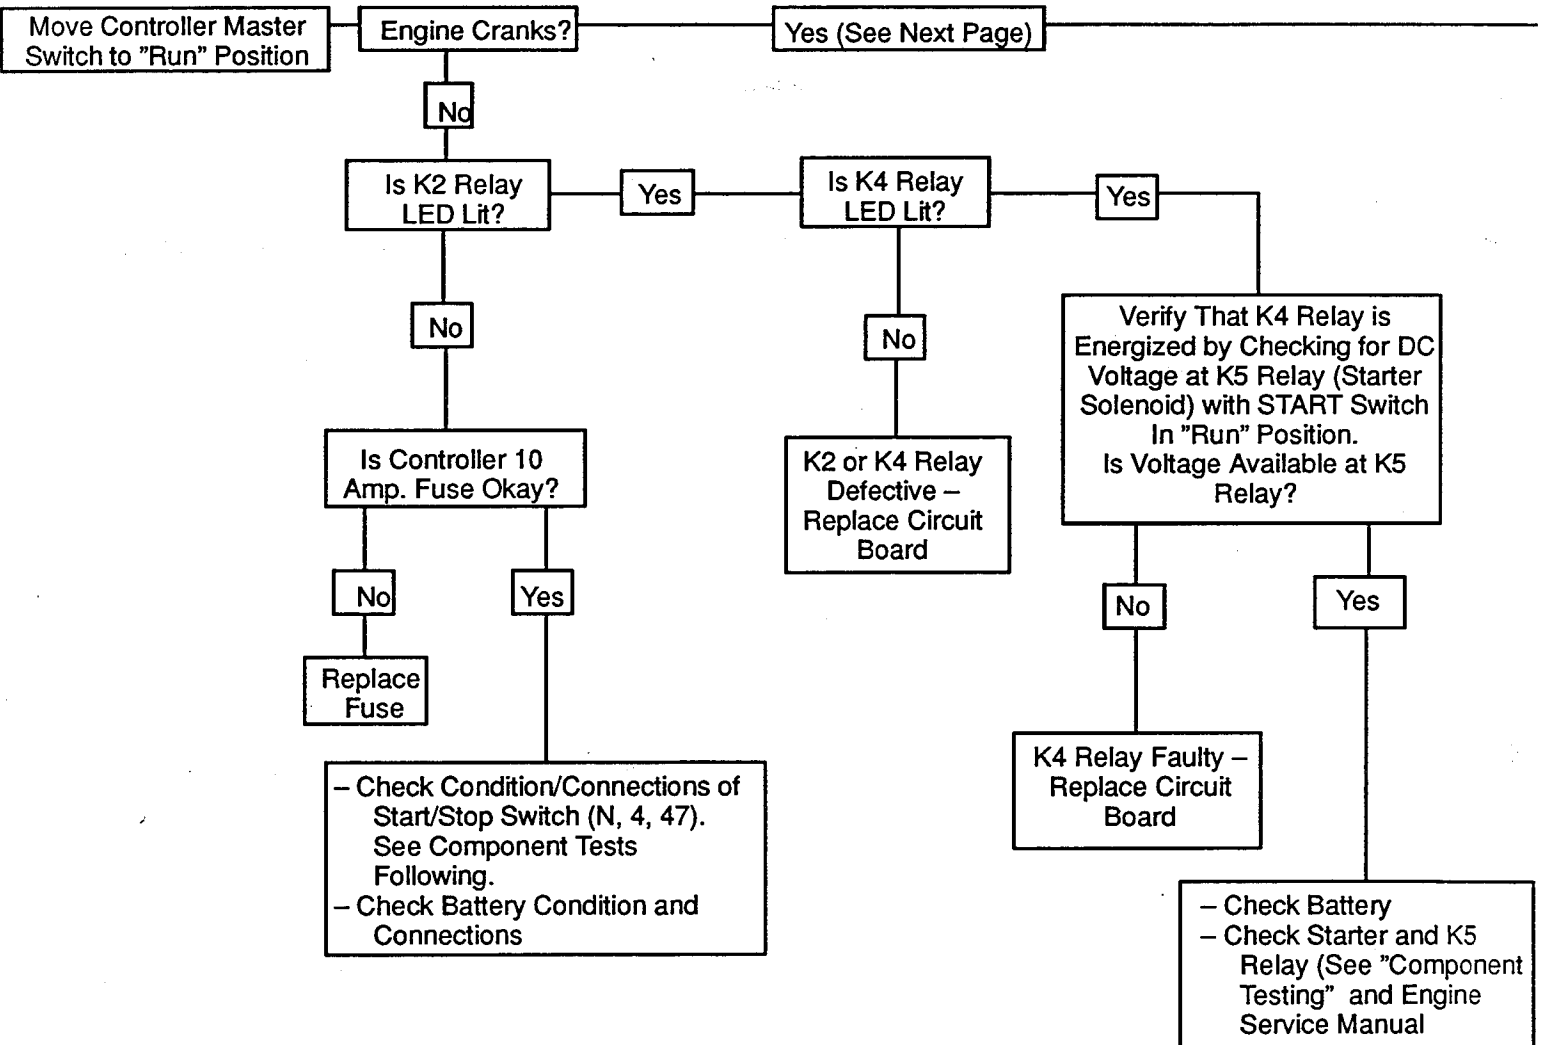 Move Controller Master
Switch to ”Run” Position
Engine Cranks?
Yes (See Next Page)
No
Is K2 Relay
LED Lit?
Yes
Is K4 Relay
LED Lit?
Yes
No
No
Verify That K4 Relay is
Energized by Checking for DC
Voltage at K5 Relay (Starter
Solenoid) with START Switch
In ”Run” Position.
Is Voltage Available at K5
Relay?
Is Controller 10
Amp. Fuse Okay?
K2 or K4 Relay
Defective –
Replace Circuit
Board
No
Yes
No
Yes
Replace
Fuse
K4 Relay Faulty –
Replace Circuit
Board
– Check Condition/Connections of
Start/Stop Switch (N, 4, 47).
See Component Tests
Following.
– Check Battery Condition and
Connections
– Check Battery
– Check Starter and K5
Relay (See ”Component
Testing” and Engine
Service Manual